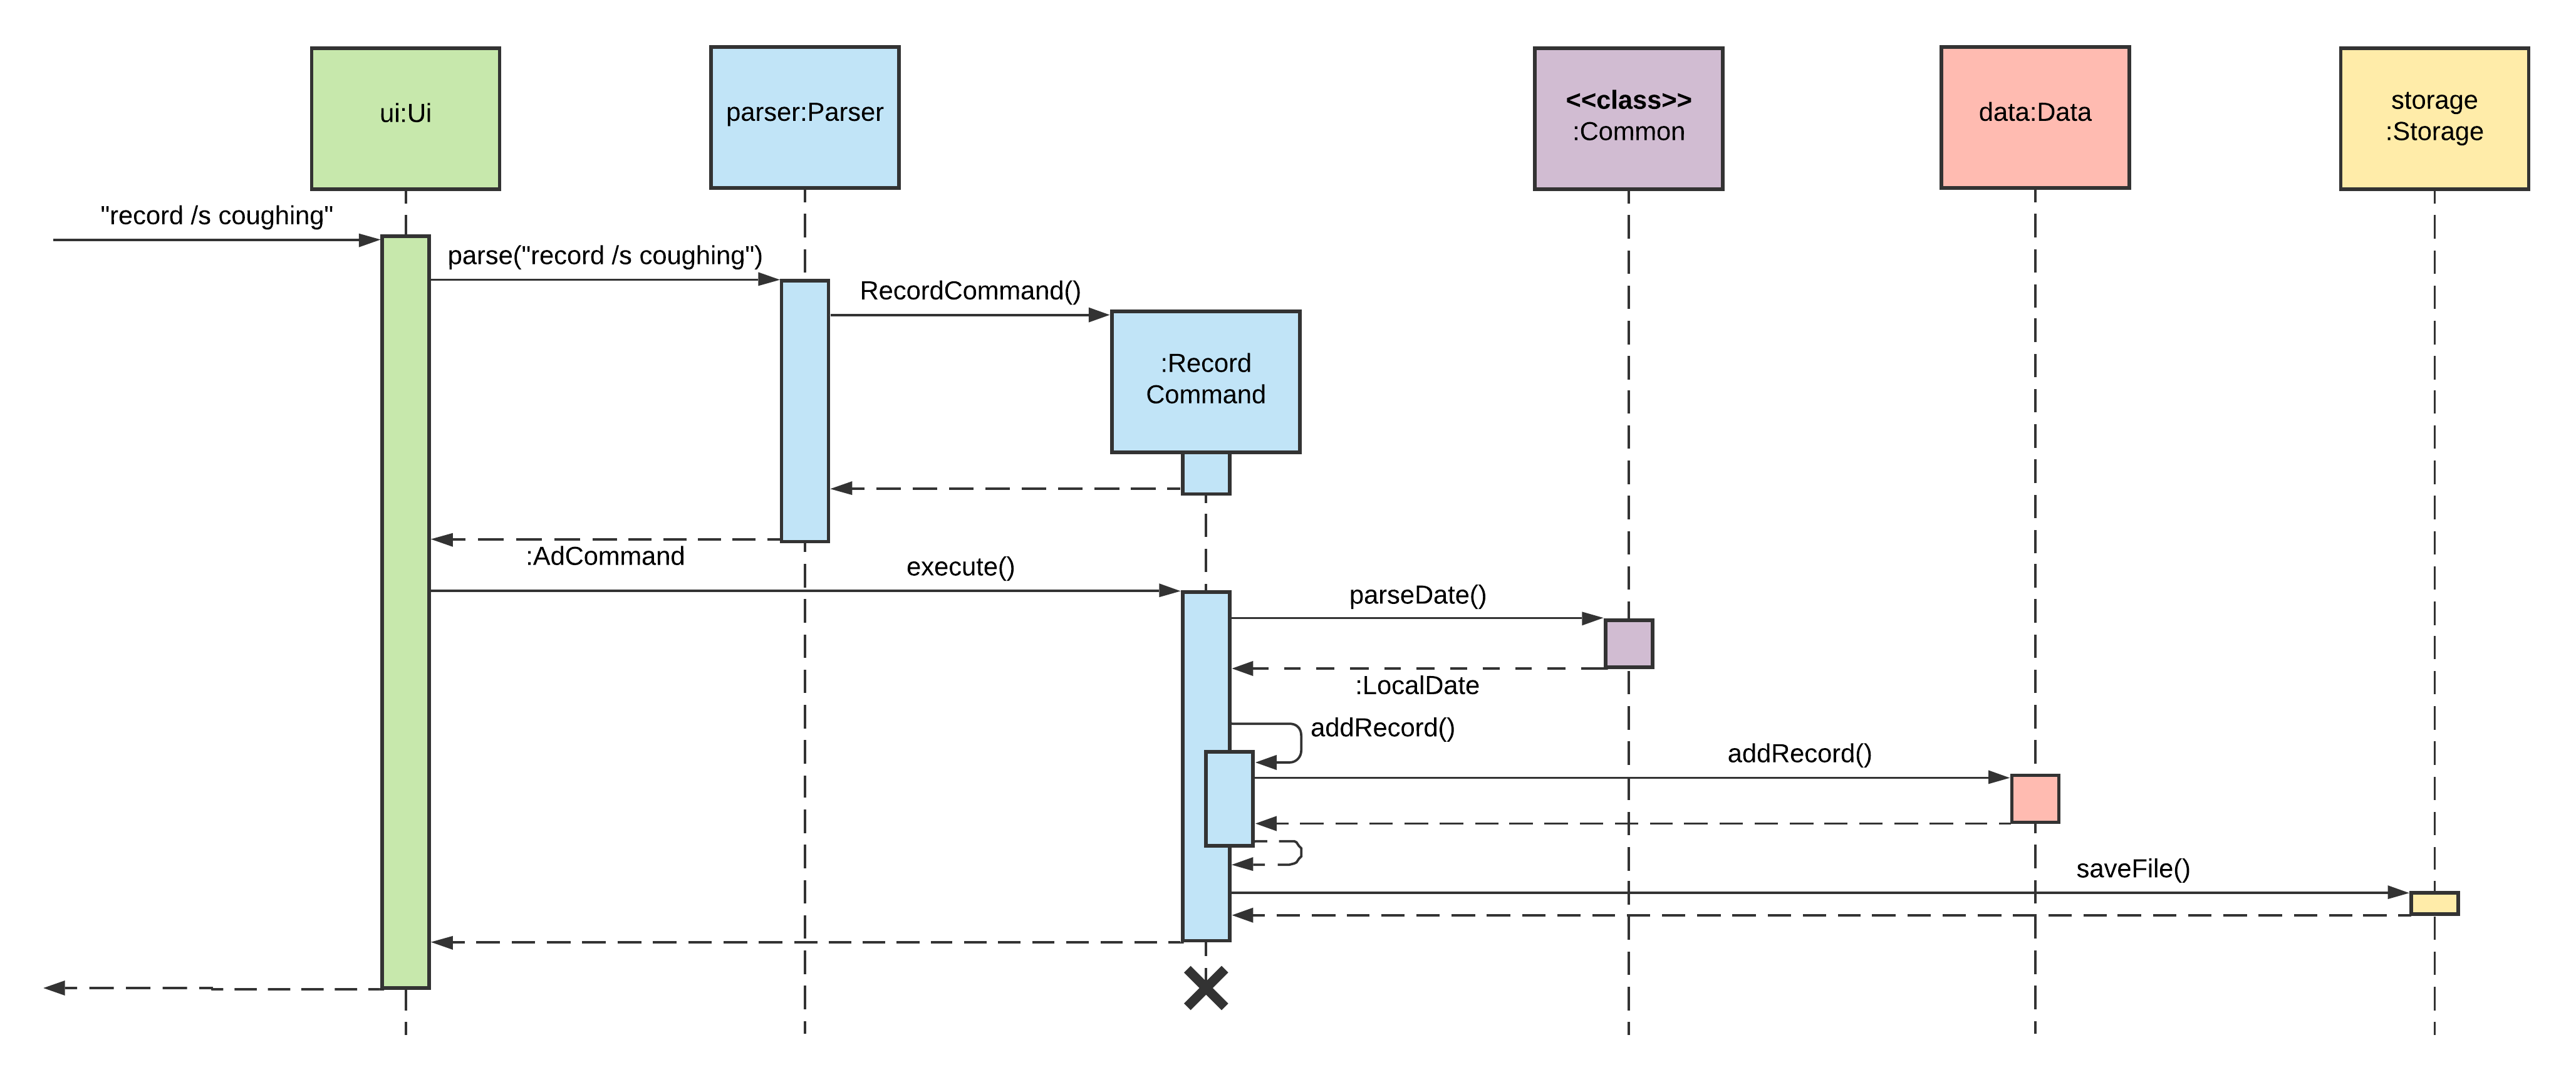 ui:Ui
parser:Parser
<<class>>
:Common
data:Data
storage
:Storage
"record /s coughing"
parse("record /s coughing")
RecordCommand()
:Record
Command
:AdCommand
execute()
parseDate()
:LocalDate
addRecord()
addRecord()
saveFile()